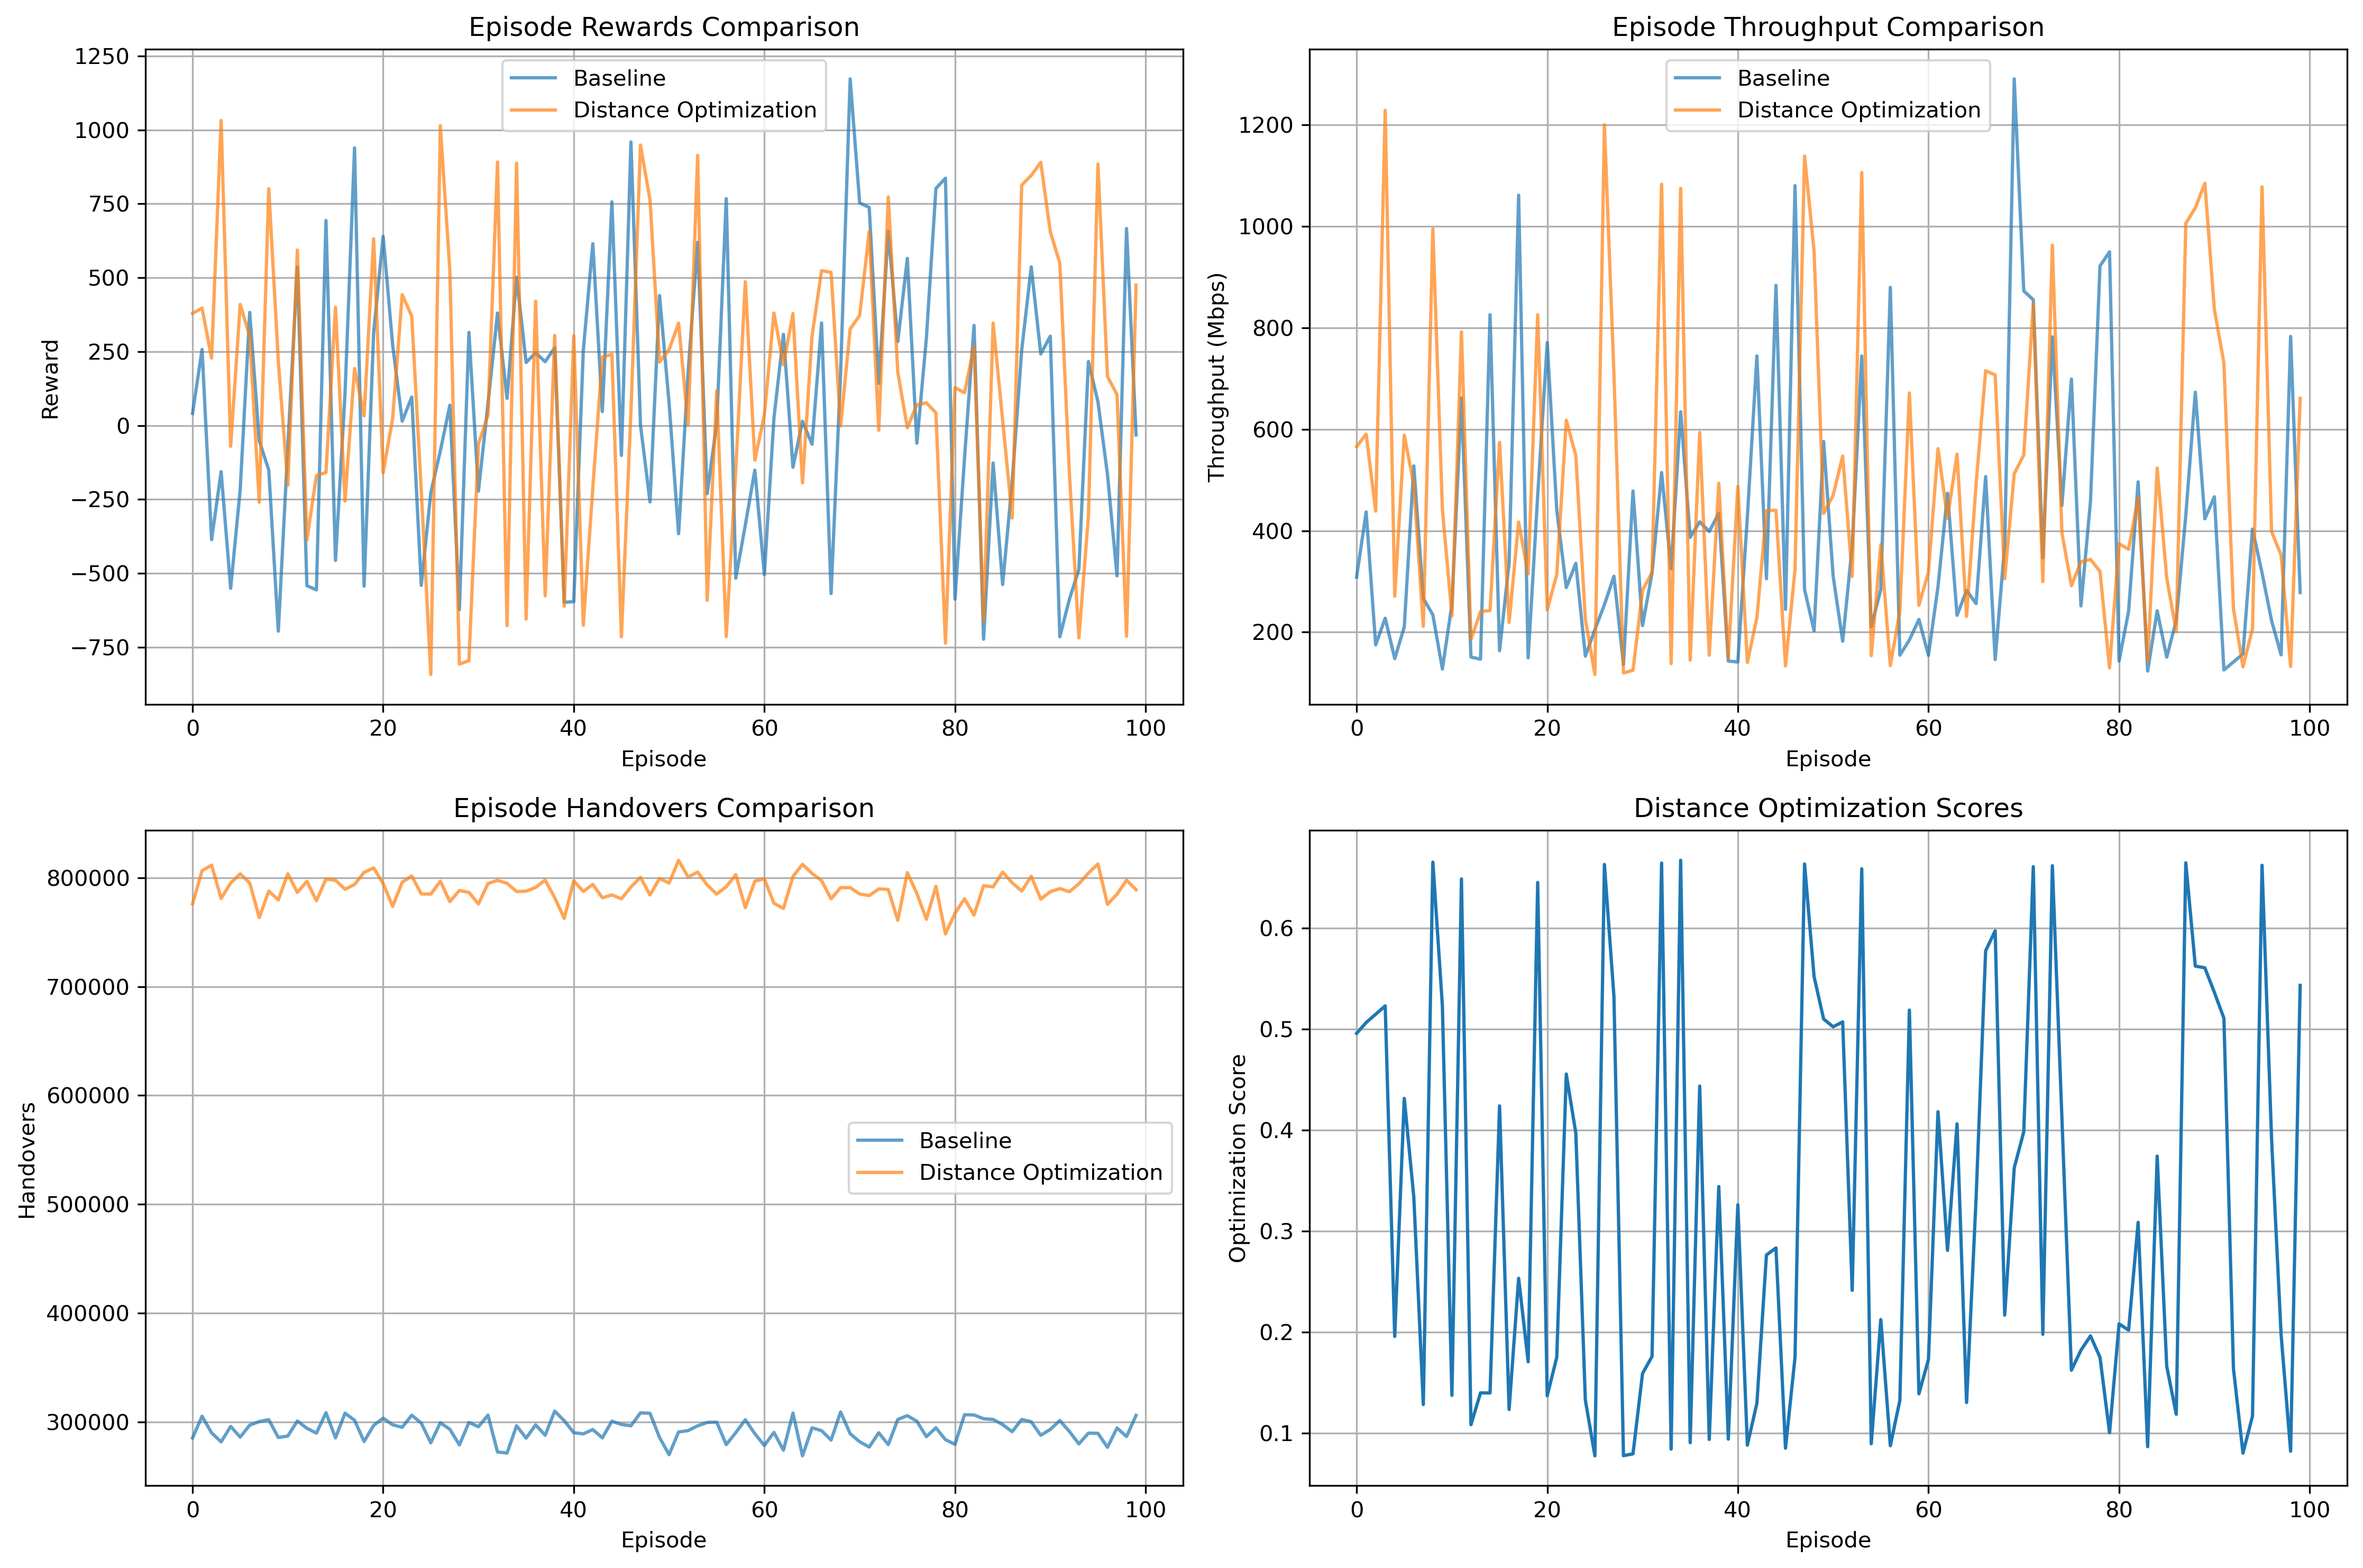 Episode Rewards Comparison
Baseline
Distance Optimization
Reward
1250
1000
750
500
250
0
−250
−500
−750
0 20 40 60 80 100
Episode
Episode Throughput Comparison
Baseline
Distance Optimization
Throughput (Mbps)
1200
1000
800
600
400
200
0 20 40 60 80 100
Episode
Episode Handovers Comparison
Baseline
Distance Optimization
Handovers
800000
700000
600000
500000
400000
300000
0 20 40 60 80 100
Episode
Distance Optimization Scores
Optimization Score
0.6
0.5
0.4
0.3
0.2
0.1
0 20 40 60 80 100
Episode